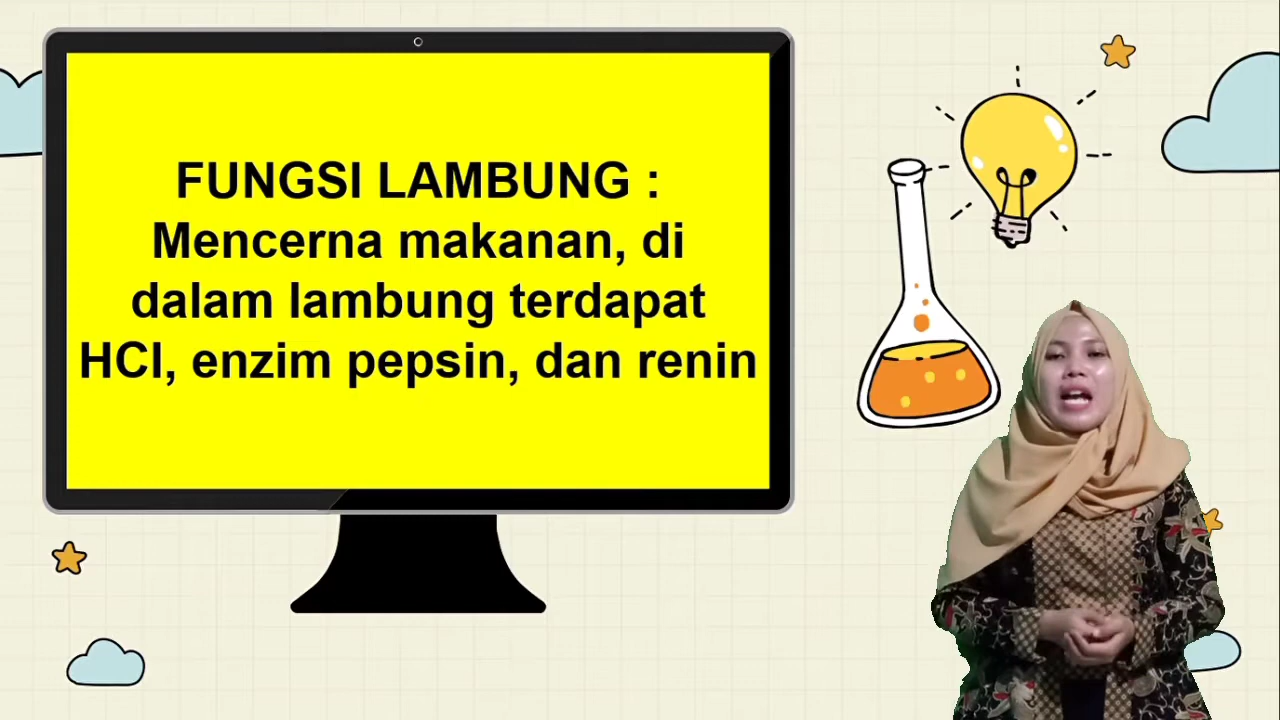 FUNGSI LAMBUNG :
Mencerna makanan, di
dalam lambung terdapat
HCl, enzim pepsin, dan renin